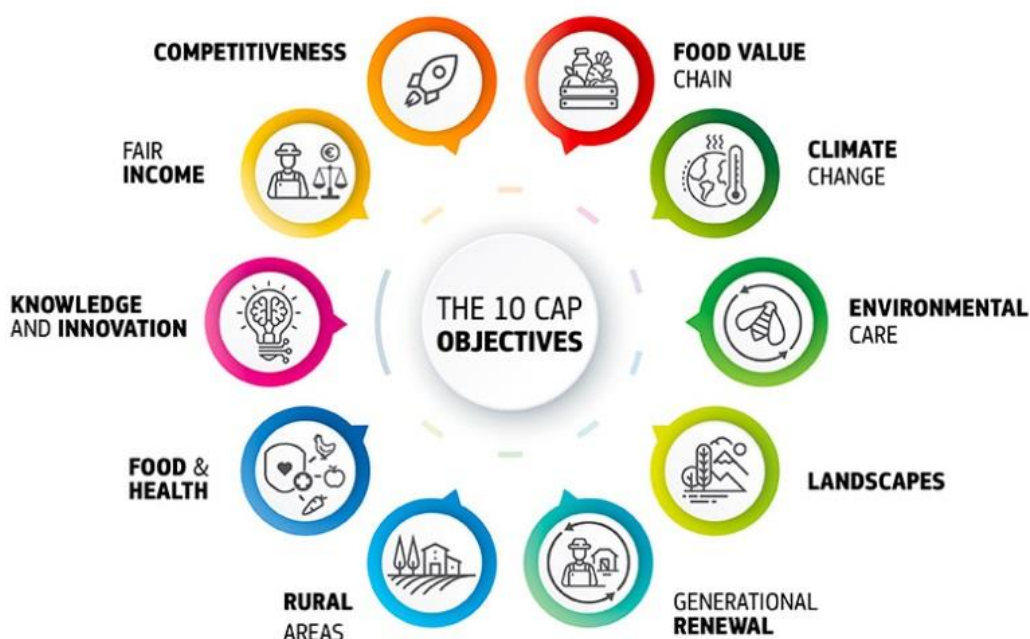 THE 10 CAP
OBJECTIVES
COMPETITIVENESS
FOOD VALUE
CHAIN
CLIMATE
CHANGE
ENVIRONMENTAL
CARE
LANDSCAPES
GENERATIONAL
RENEWAL
RURAL
AREAS
FOOD &
HEALTH
KNOWLEDGE
AND INNOVATION
FAIR
INCOME
€